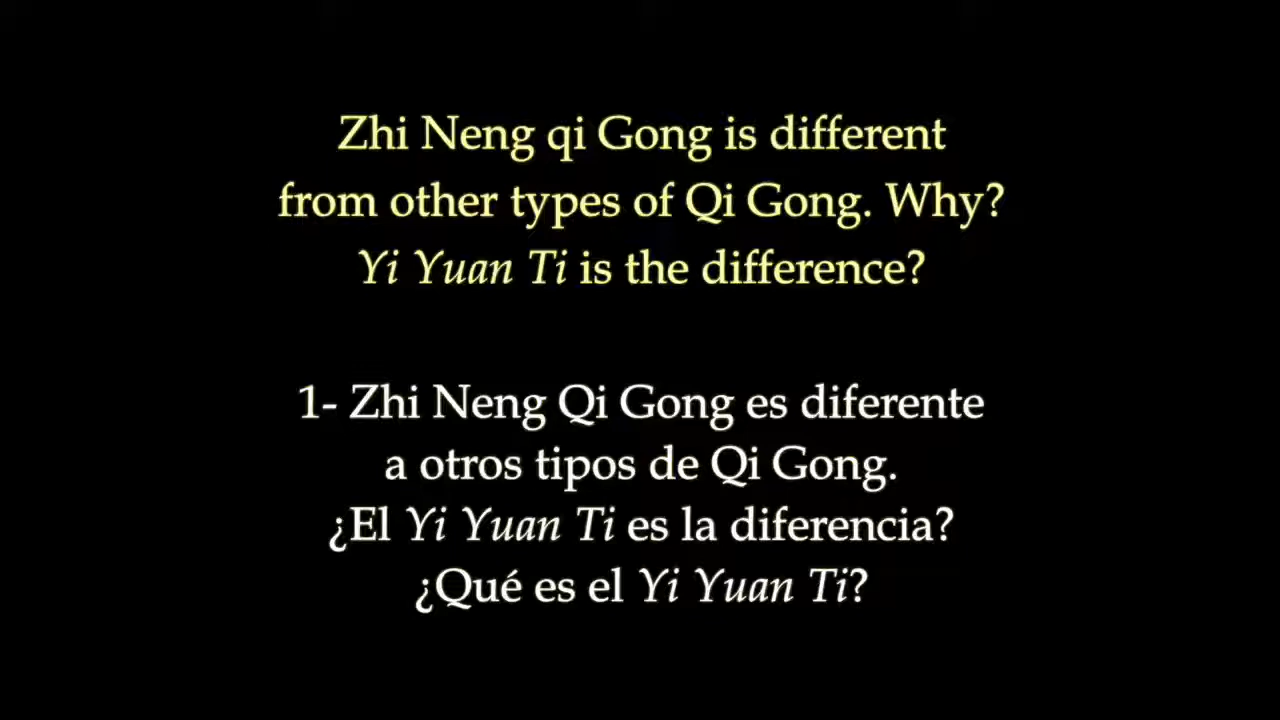 Zhi Neng qi Gong is different
from other types of Qi Gong. Why?
Yi Yuan Ti is the difference?
1- Zhi Neng Qi Gong es diferente
a otros tipos de Qi Gong.
¿El Yi Yuan Ti es la diferencia?
¿Qué es el Yi Yuan Ti?